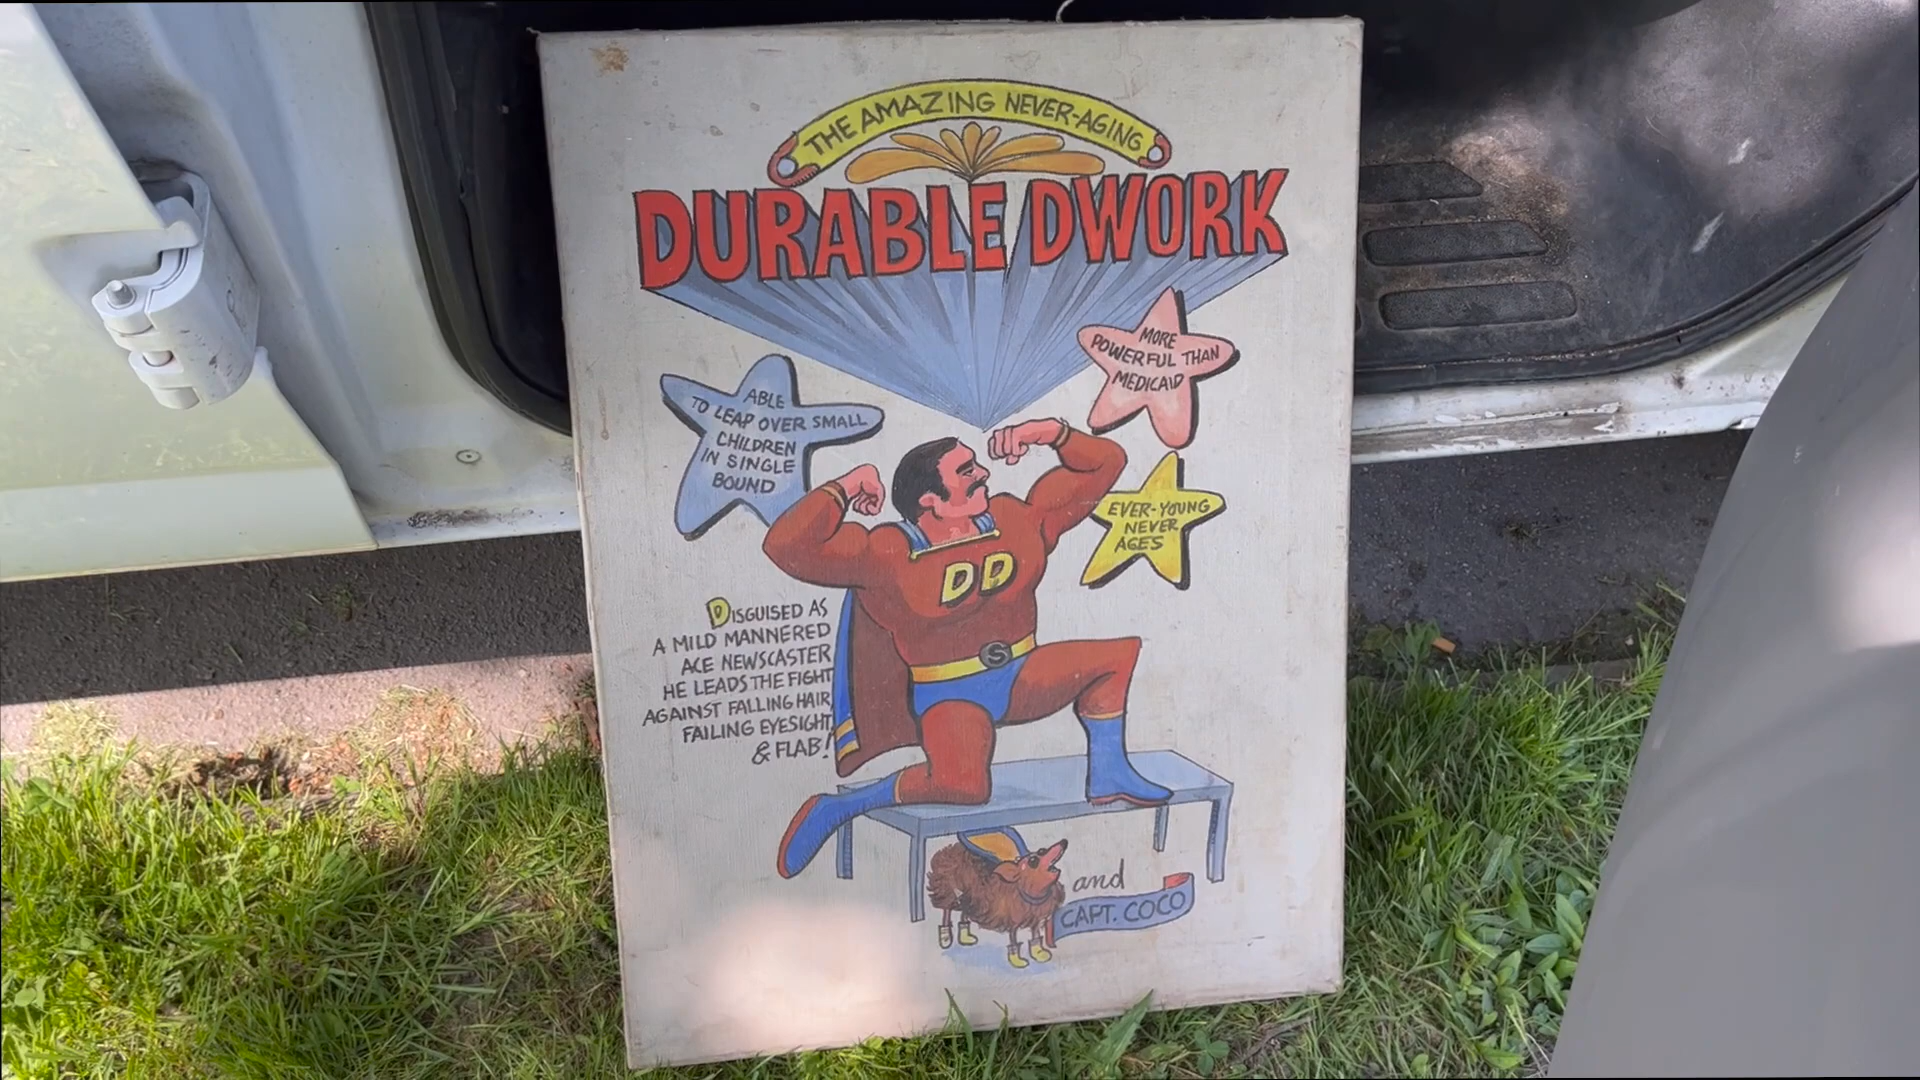 THE AMAZING NEVER-AGING
DURABLE DWORK
MORE
POWERFUL THAN
MEDICAID
ABLE
TO LEAP OVER SMALL
CHILDREN
IN SINGLE
BOUND
EVER-YOUNG
NEVER
AGES
DD
S
DISGUISED AS
A MILD MANNERED
ACE NEWSCASTER
HE LEADS THE FIGHT
AGAINST FALLING HAIR,
FAILING EYESIGHT,
& FLAB!
and
CAPT. COCO